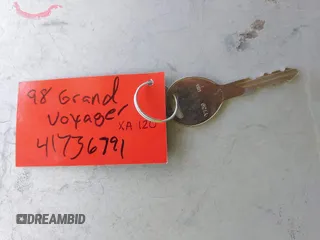 98 Grand
Voyager
XA 120
41736791
DREAMBID